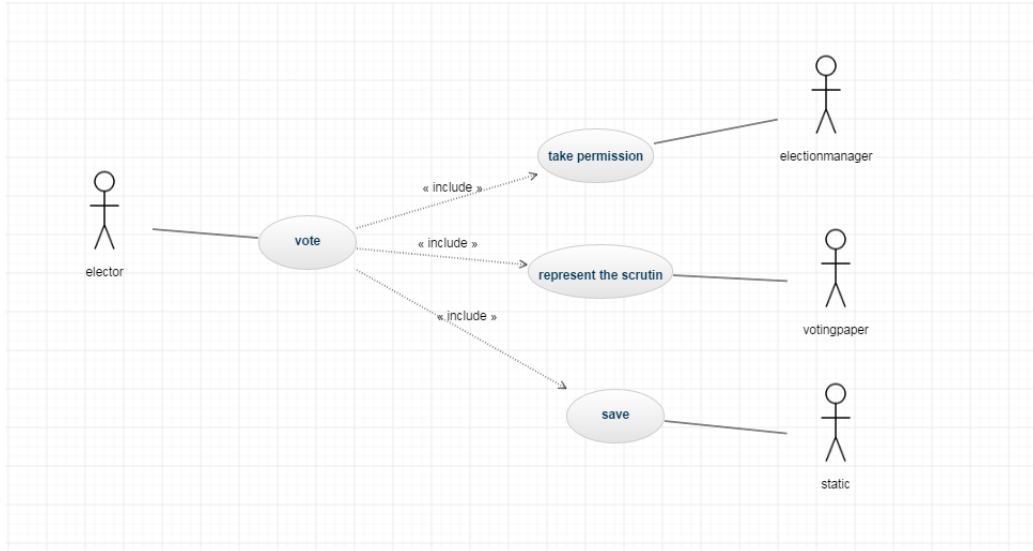 electionmanager
take permission
« include »
elector
vote
« include »
represent the scrutin
votingpaper
« include »
save
static